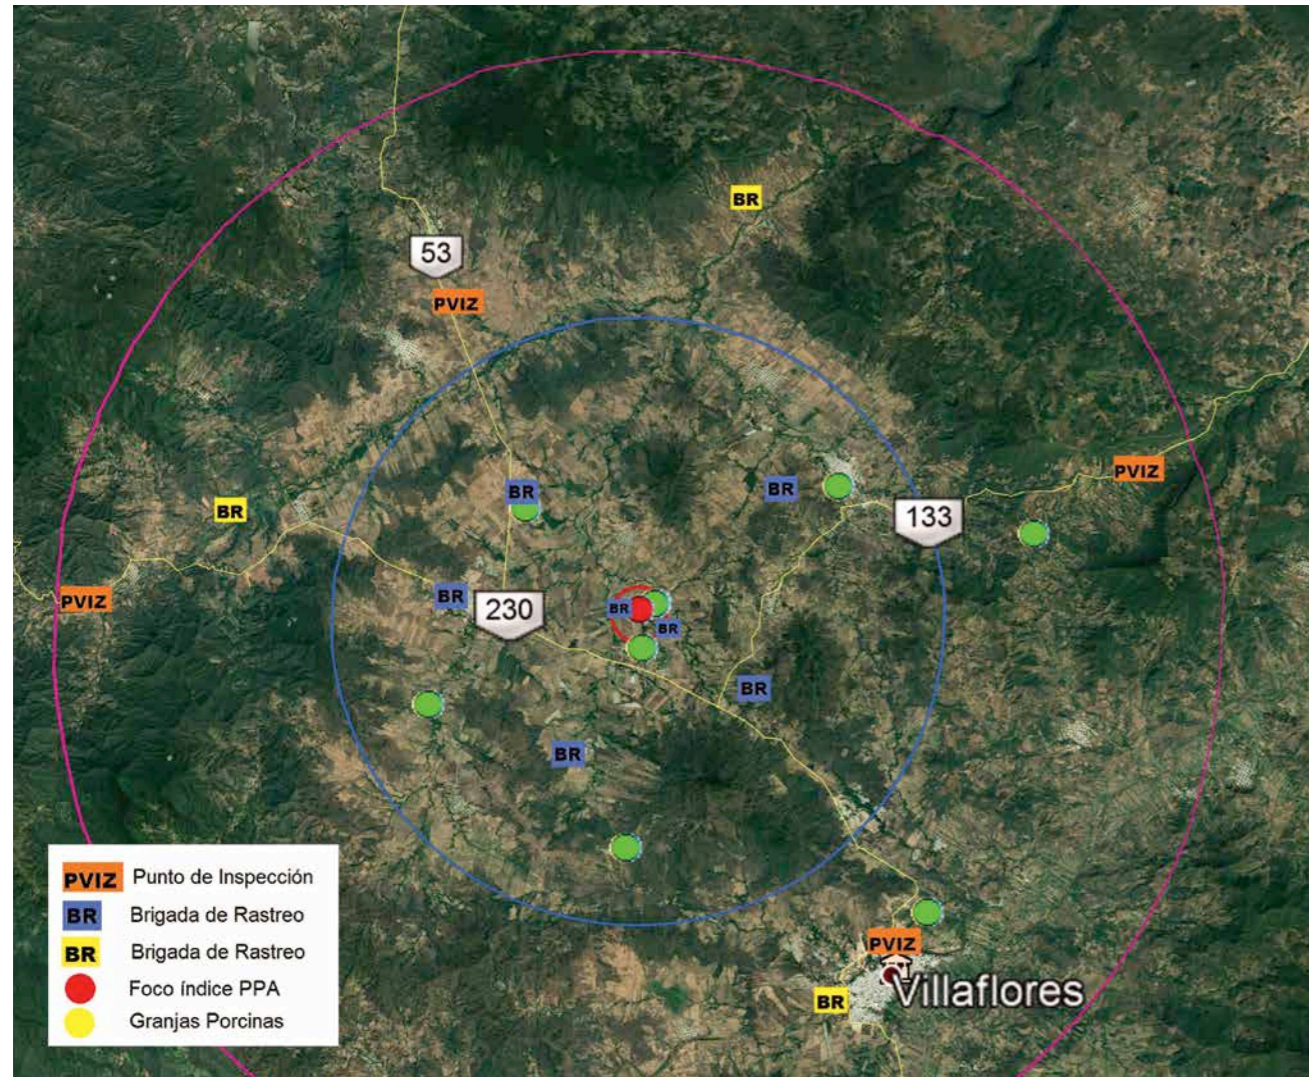 BR
53
PVIZ
BR
BR
PVIZ
BR
133
BR
PVIZ
BR
230
BR
BR
BR
BR
PVIZ
Villaflores
BR
PVIZ Punto de Inspección
BR Brigada de Rastreo
BR Brigada de Rastreo
Foco índice PPA
Granjas Porcinas